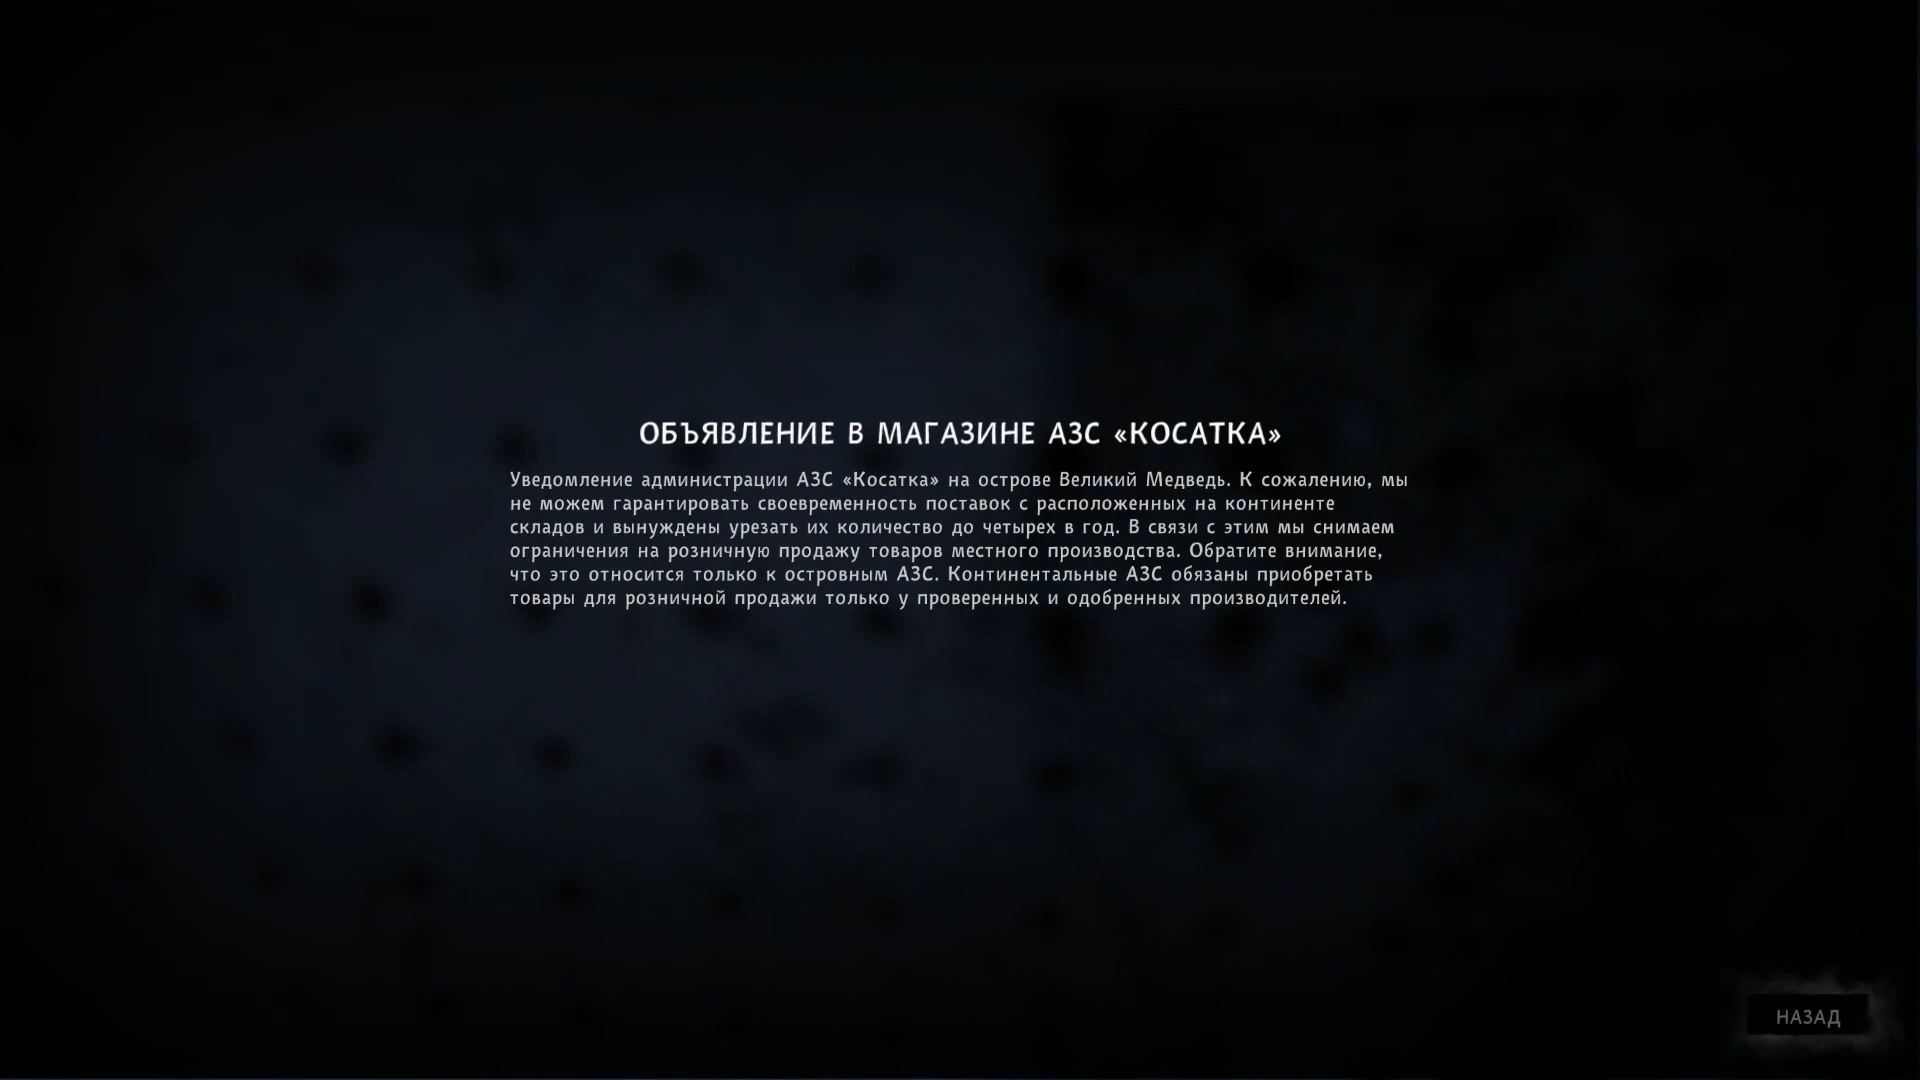 ОБЪЯВЛЕНИЕ В МАГАЗИНЕ АЗС «КОСАТКА»
Уведомление администрации АЗС «Косатка» на острове Великий Медведь. К сожалению, мы
не можем гарантировать своевременность поставок с расположенных на континенте
складов и вынуждены урезать их количество до четырех в год. В связи с этим мы снимаем
ограничения на розничную продажу товаров местного производства. Обратите внимание,
что это относится только к островным АЗС. Континентальные АЗС обязаны приобретать
товары для розничной продажи только у проверенных и одобренных производителей.
НАЗАД